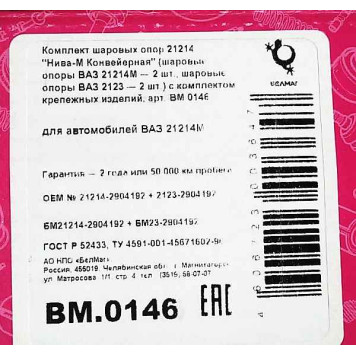 Комплект шаровых опор 21214
"Нива-М Конвейерная" (шаровые
опоры ВАЗ 21214М — 2 шт., шаровые
опоры ВАЗ 2123 — 2 шт.) с комплектом
крепежных изделий, арт. ВМ 0146
БЕЛМАГ
для автомобилей ВАЗ 21214М
Гарантия — 2 года или 50 000 км пробега
OEM № 21214-2904192 + 2123-2904192
БМ21214-2904192 + БМ23-2904192
ГОСТ Р 52433, ТУ 4591-001-45671602-9
АО НПО «БелМаг»
Россия, 455019, Челябинская обл., г. Магнитогорск
ул. Матросова 1/1, стр. 4 тел. (3519) 58-07-07
BM.0146 EAC